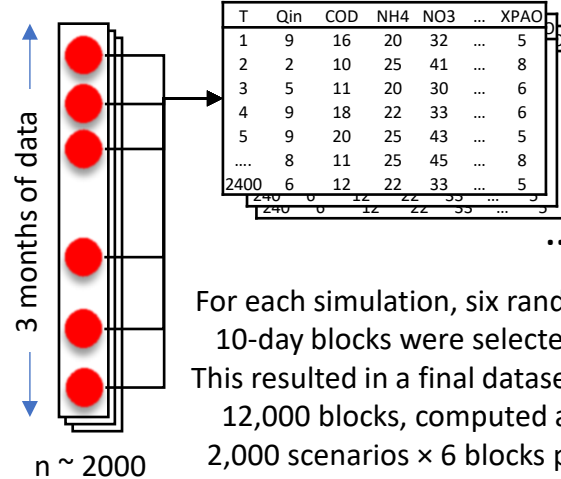 T Qin COD NH4 NO3 ... XPAO
1 9 16 20 32 ... 5
2 2 10 25 41 ... 8
3 5 11 20 30 ... 6
4 9 18 22 33 ... 6
5 9 20 25 43 ... 5
.... 8 11 25 45 ... 8
2400 6 12 22 33 ... 5
3 months of data
For each simulation, six rand
10-day blocks were selecte
This resulted in a final datase
12,000 blocks, computed a
2,000 scenarios × 6 blocks p
n ~ 2000